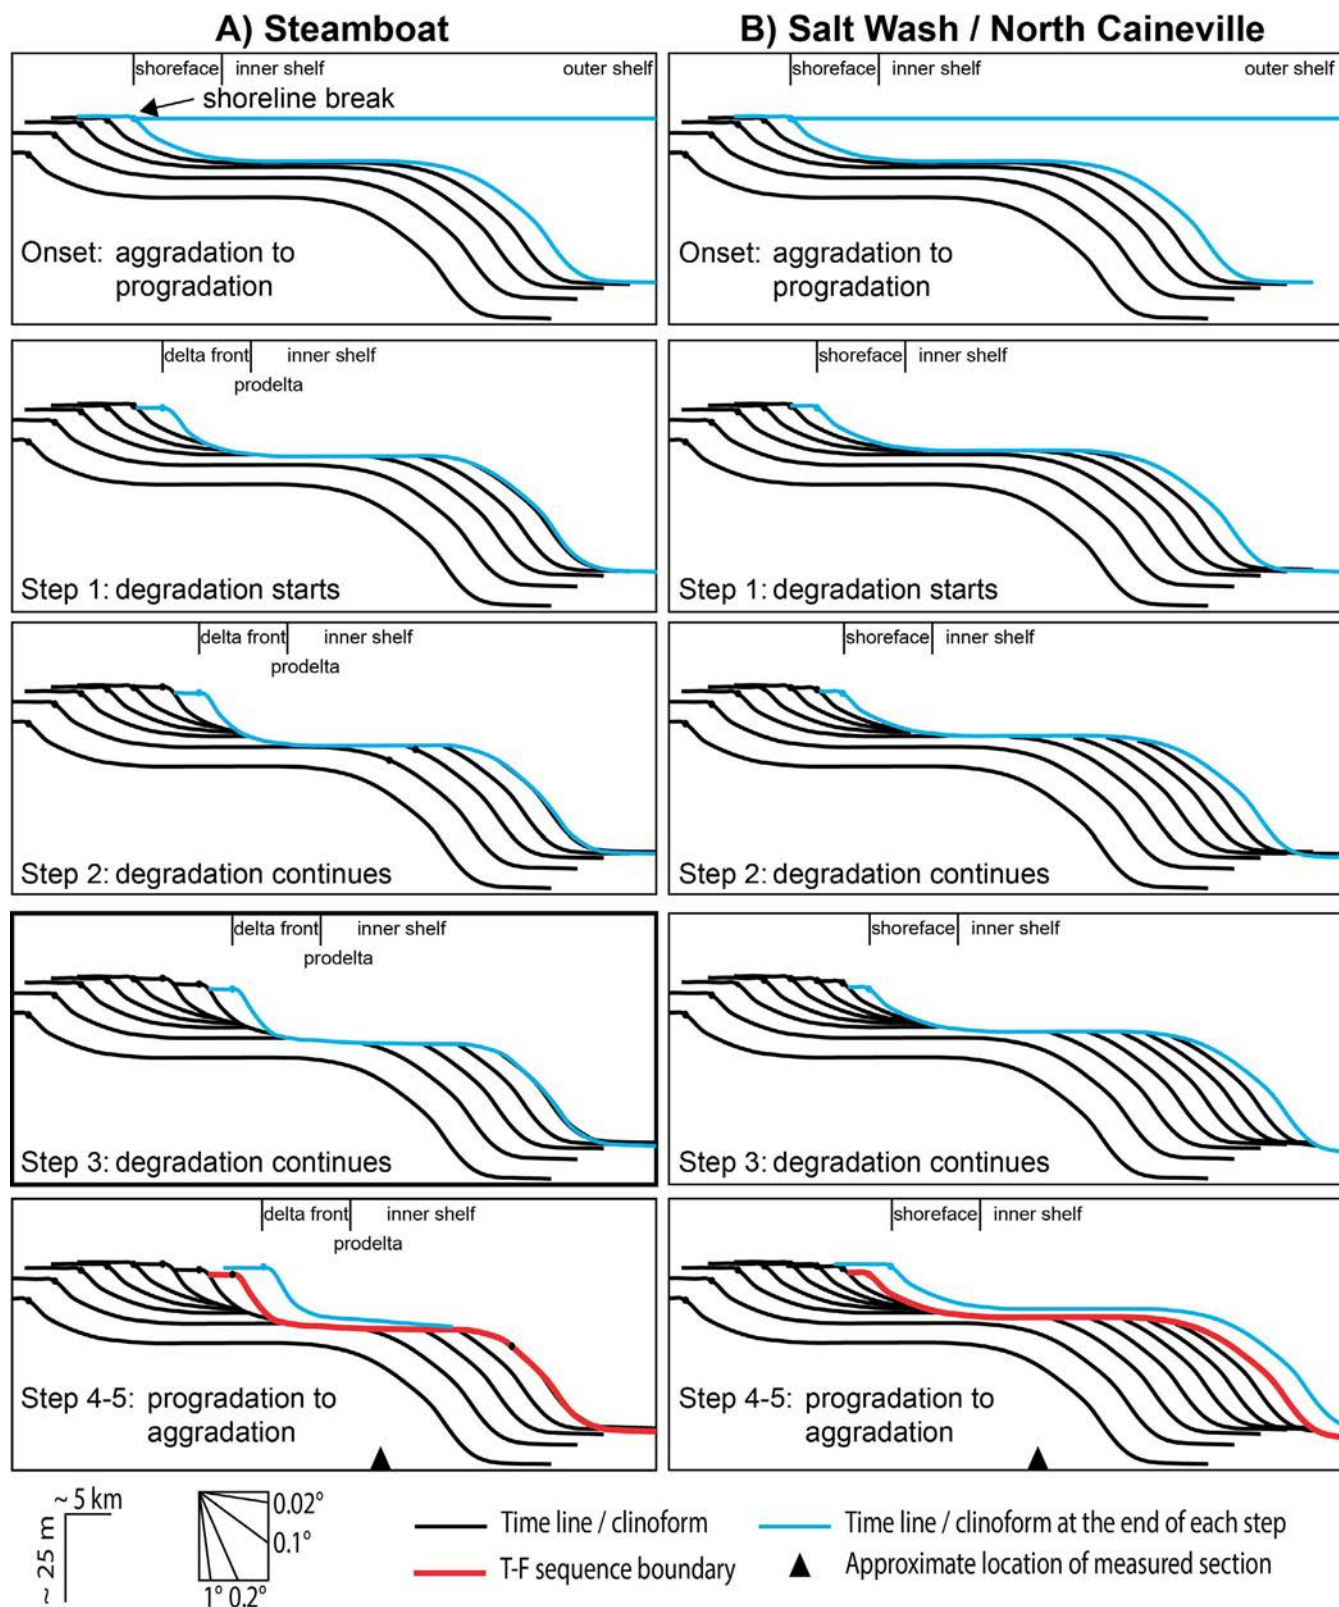 A) Steamboat
B) Salt Wash / North Caineville
shoreface
inner shelf
outer shelf
shoreline break
Onset: aggradation to
progradation
shoreface
inner shelf
outer shelf
Onset: aggradation to
progradation
delta front
inner shelf
prodelta
Step 1: degradation starts
shoreface
inner shelf
Step 1: degradation starts
delta front
inner shelf
prodelta
Step 2: degradation continues
shoreface
inner shelf
Step 2: degradation continues
delta front
inner shelf
prodelta
Step 3: degradation continues
shoreface
inner shelf
Step 3: degradation continues
delta front
inner shelf
prodelta
Step 4-5: progradation to
aggradation
shoreface
inner shelf
Step 4-5: progradation to
aggradation
~ 5 km
~ 25 m
0.02°
0.1°
1° 0.2°
Time line / clinoform
Time line / clinoform at the end of each step
T-F sequence boundary
Approximate location of measured section